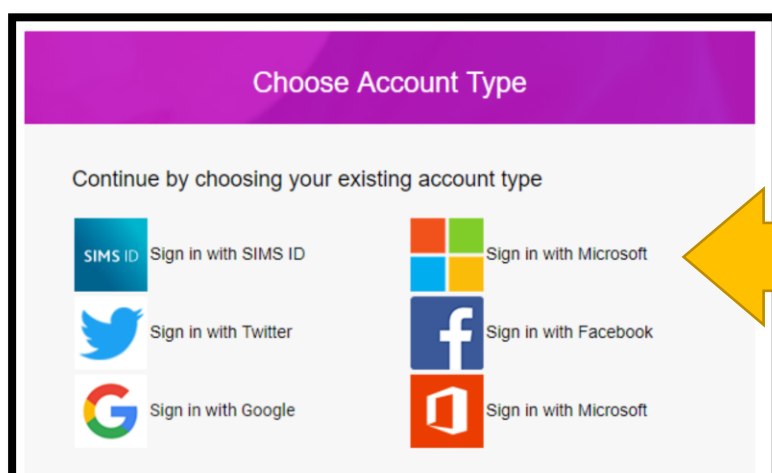 Choose Account Type
Continue by choosing your existing account type
SIMS ID Sign in with SIMS ID
Sign in with Microsoft
Sign in with Twitter
Sign in with Facebook
Sign in with Google
Sign in with Microsoft